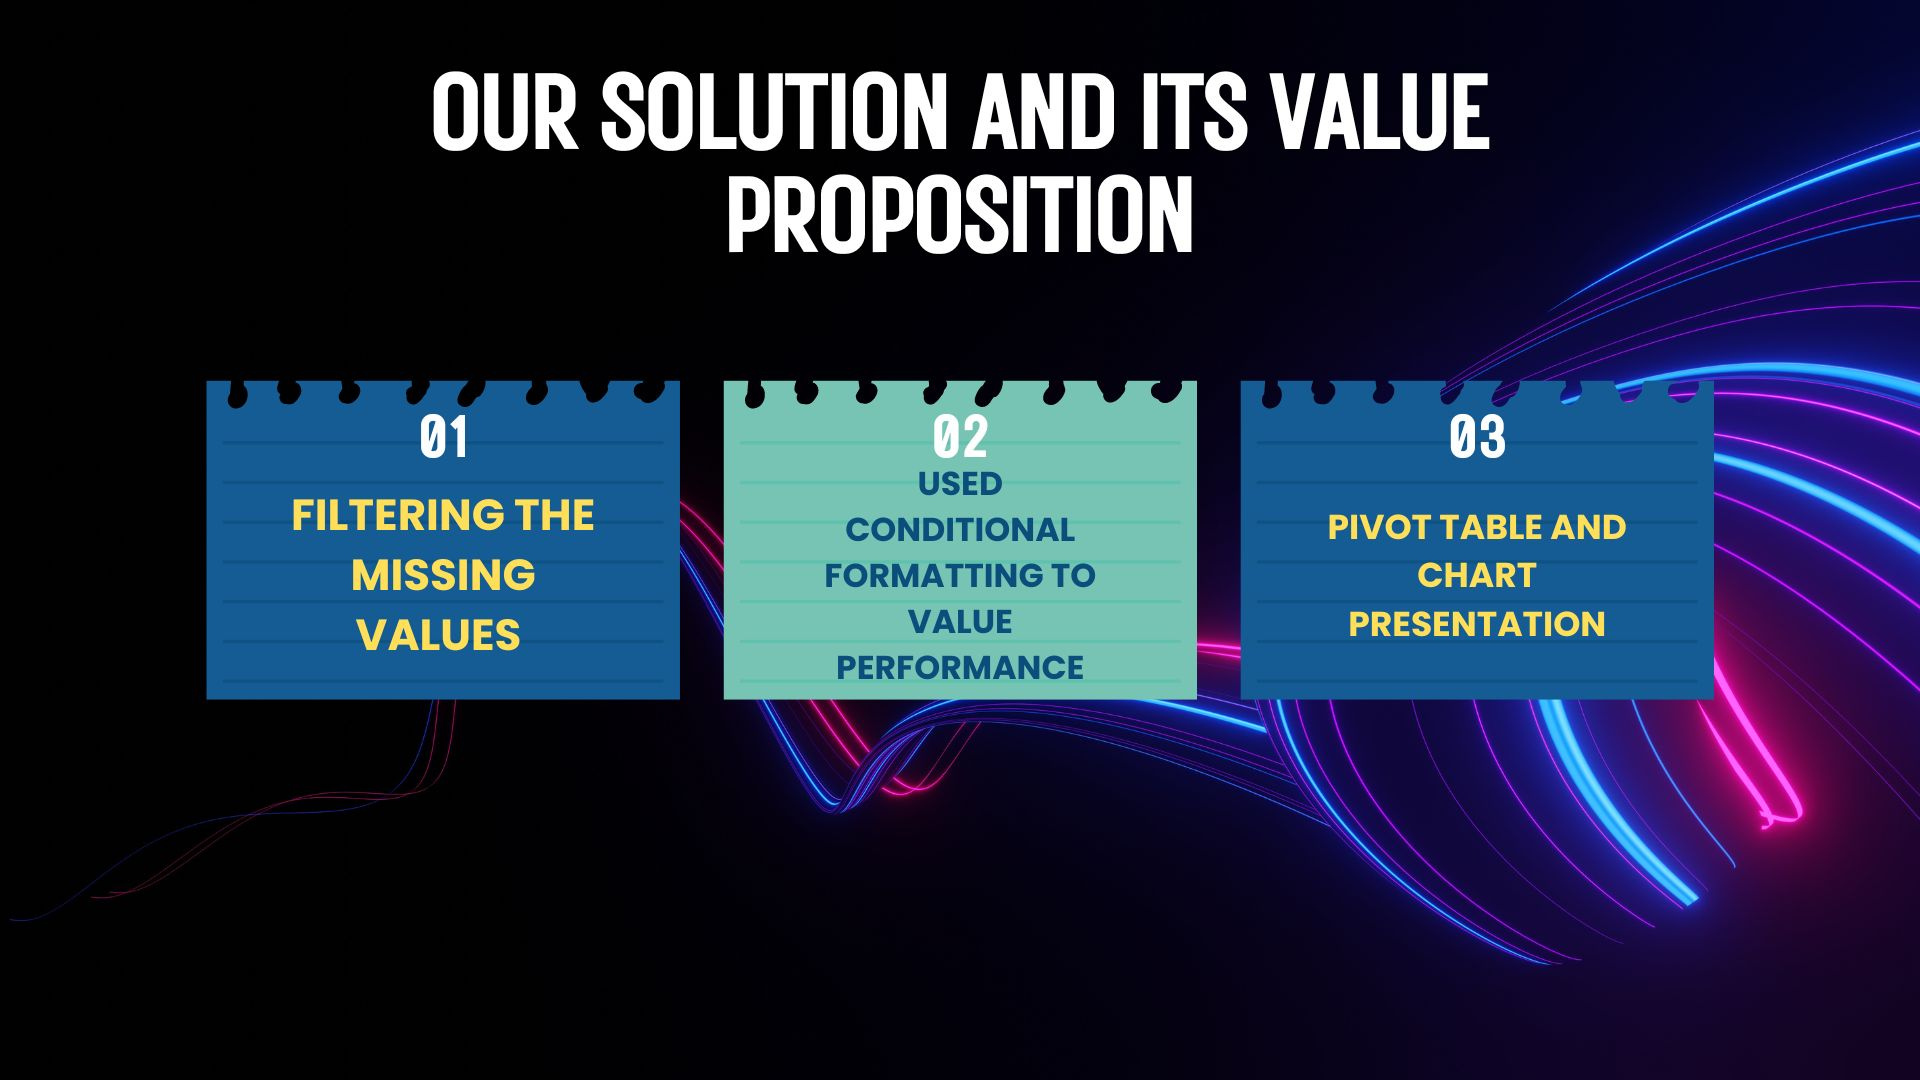 OUR SOLUTION AND ITS VALUE
PROPOSITION
01
FILTERING THE
MISSING
VALUES
02
USED
CONDITIONAL
FORMATTING TO
VALUE
PERFORMANCE
03
PIVOT TABLE AND
CHART
PRESENTATION